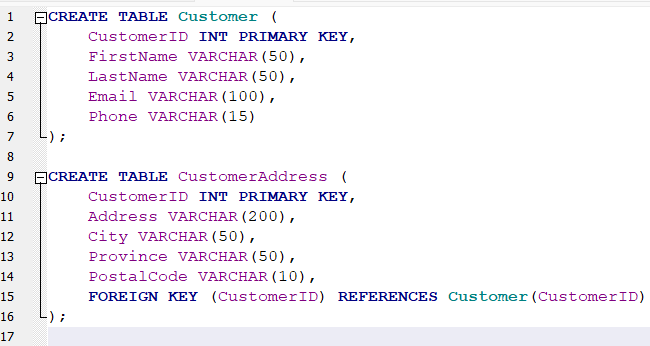 1 CREATE TABLE Customer (
2     CustomerID INT PRIMARY KEY,
3     FirstName VARCHAR(50),
4     LastName VARCHAR(50),
5     Email VARCHAR(100),
6     Phone VARCHAR(15)
7 );
8
9 CREATE TABLE CustomerAddress (
10     CustomerID INT PRIMARY KEY,
11     Address VARCHAR(200),
12     City VARCHAR(50),
13     Province VARCHAR(50),
14     PostalCode VARCHAR(10),
15     FOREIGN KEY (CustomerID) REFERENCES Customer(CustomerID)
16 );
17